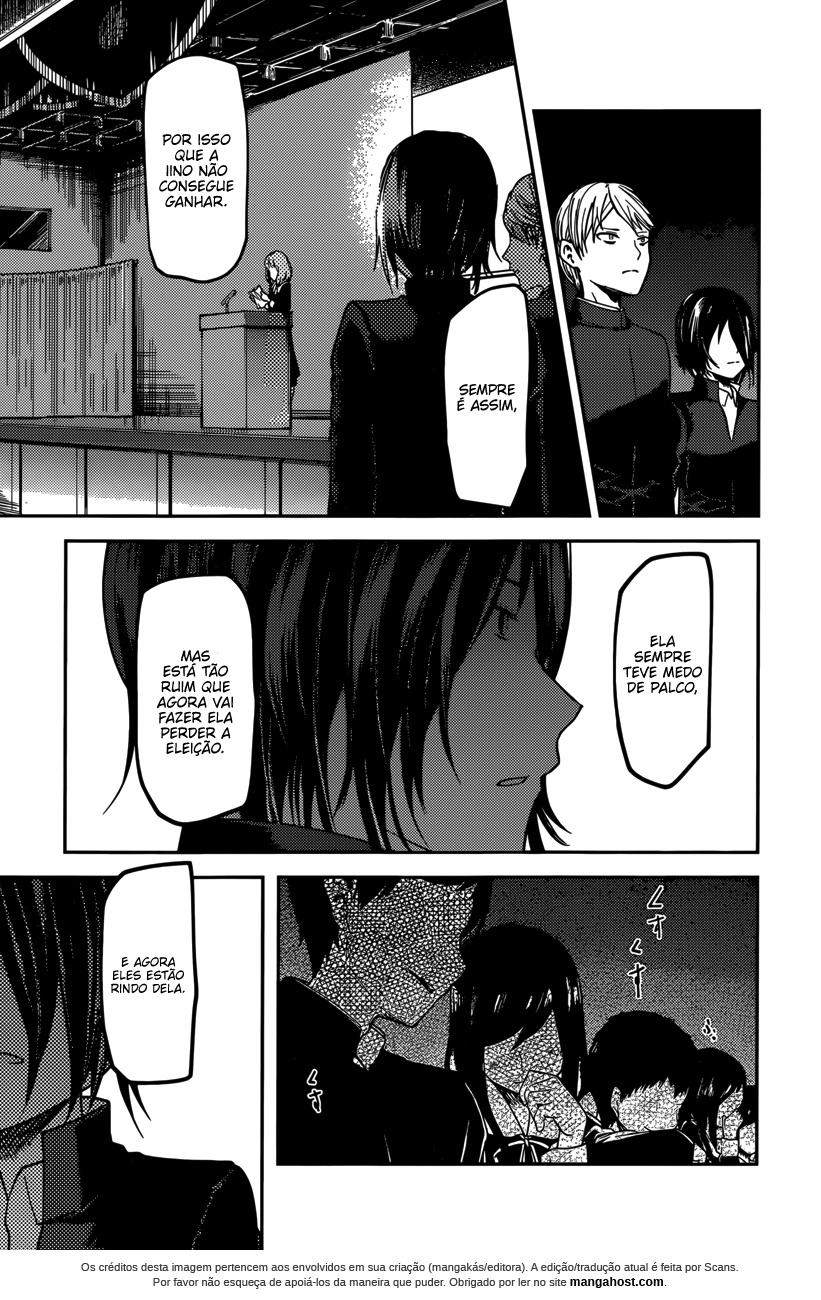 SEMPRE
É ASSIM,
POR ISSO
QUE A
IINO NÃO
CONSEGUE
GANHAR.
ELA
SEMPRE
TEVE MEDO
DE PALCO,
MAS
ESTÁ TÃO
RUIM QUE
AGORA VAI
FAZER ELA
PERDER A
ELEIÇÃO.
くす
くす
ふふ
くす
E AGORA
ELES ESTÃO
RINDO DELA.
Os créditos desta imagem pertencem aos envolvidos em sua criação (mangakás/editora). A edição/tradução atual é feita por Scans.
Por favor não esqueça de apoiá-los da maneira que puder. Obrigado por ler no site mangahost.com.